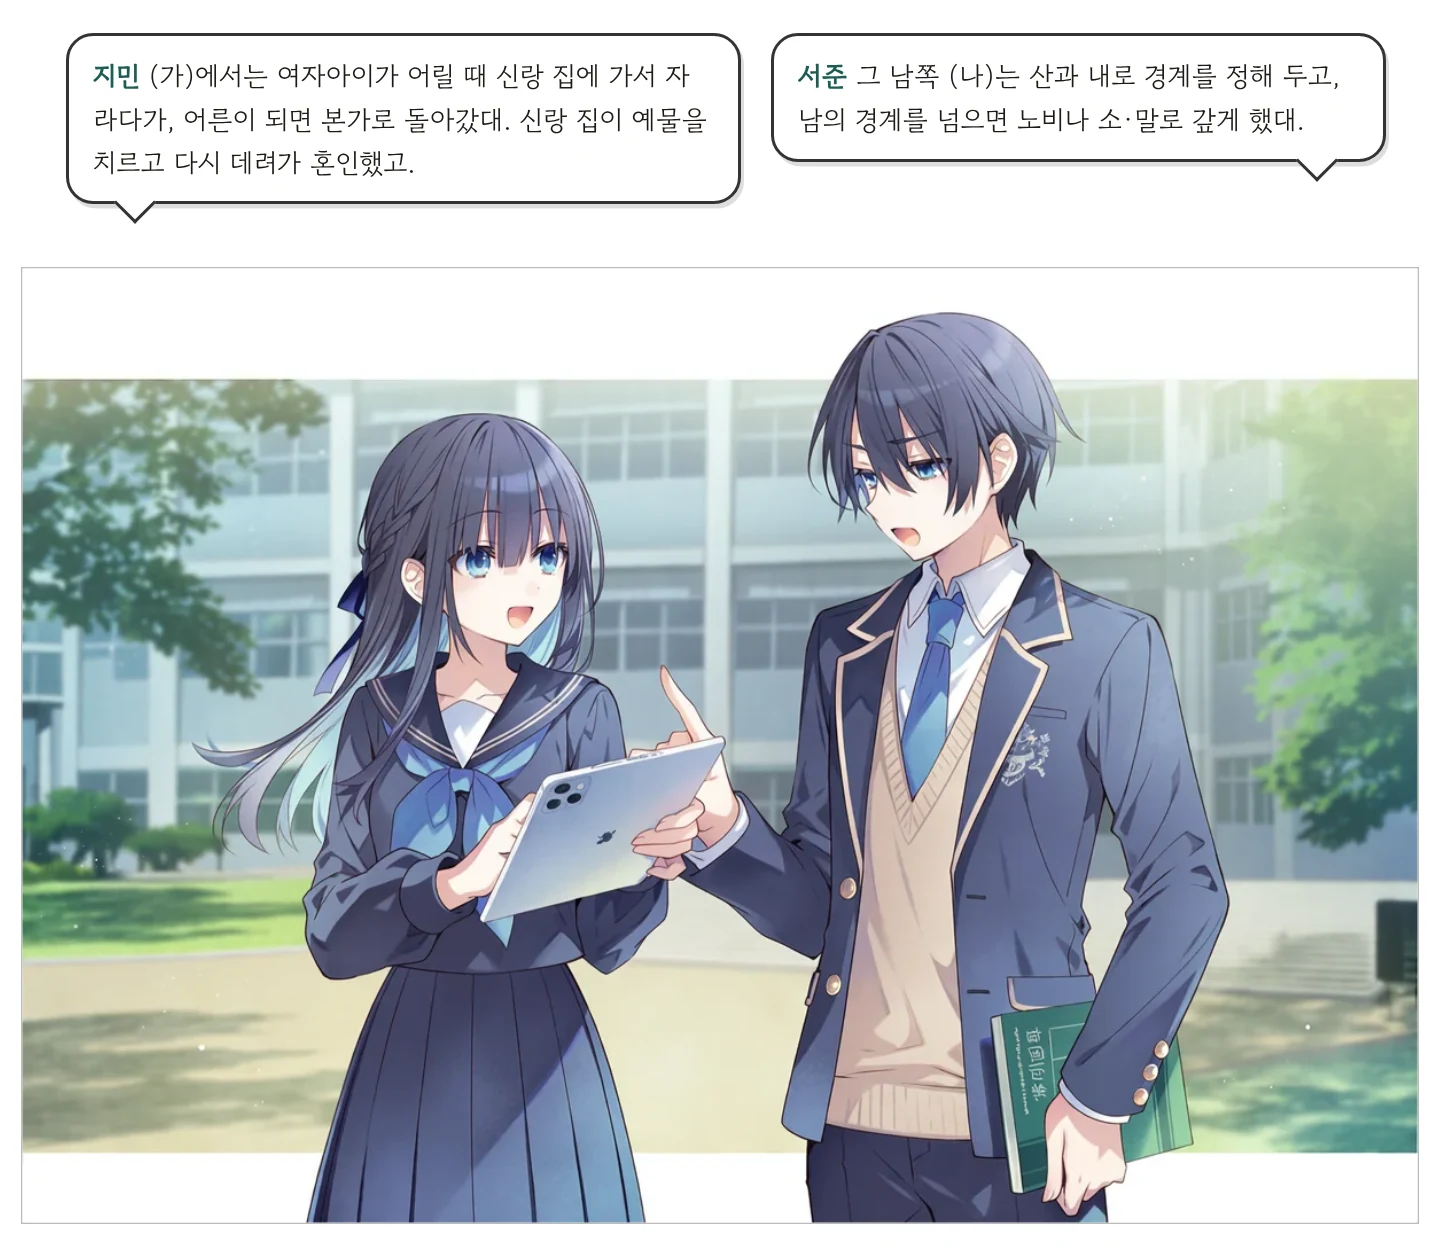 지민 (가)에서는 여자아이가 어릴 때 신랑 집에 가서 자
라다가, 어른이 되면 본가로 돌아갔대. 신랑 집이 예물을
치르고 다시 데려가 혼인했고.
서준 그 남쪽 (나)는 산과 내로 경계를 정해 두고,
남의 경계를 넘으면 노비나 소·말로 갚게 했대.